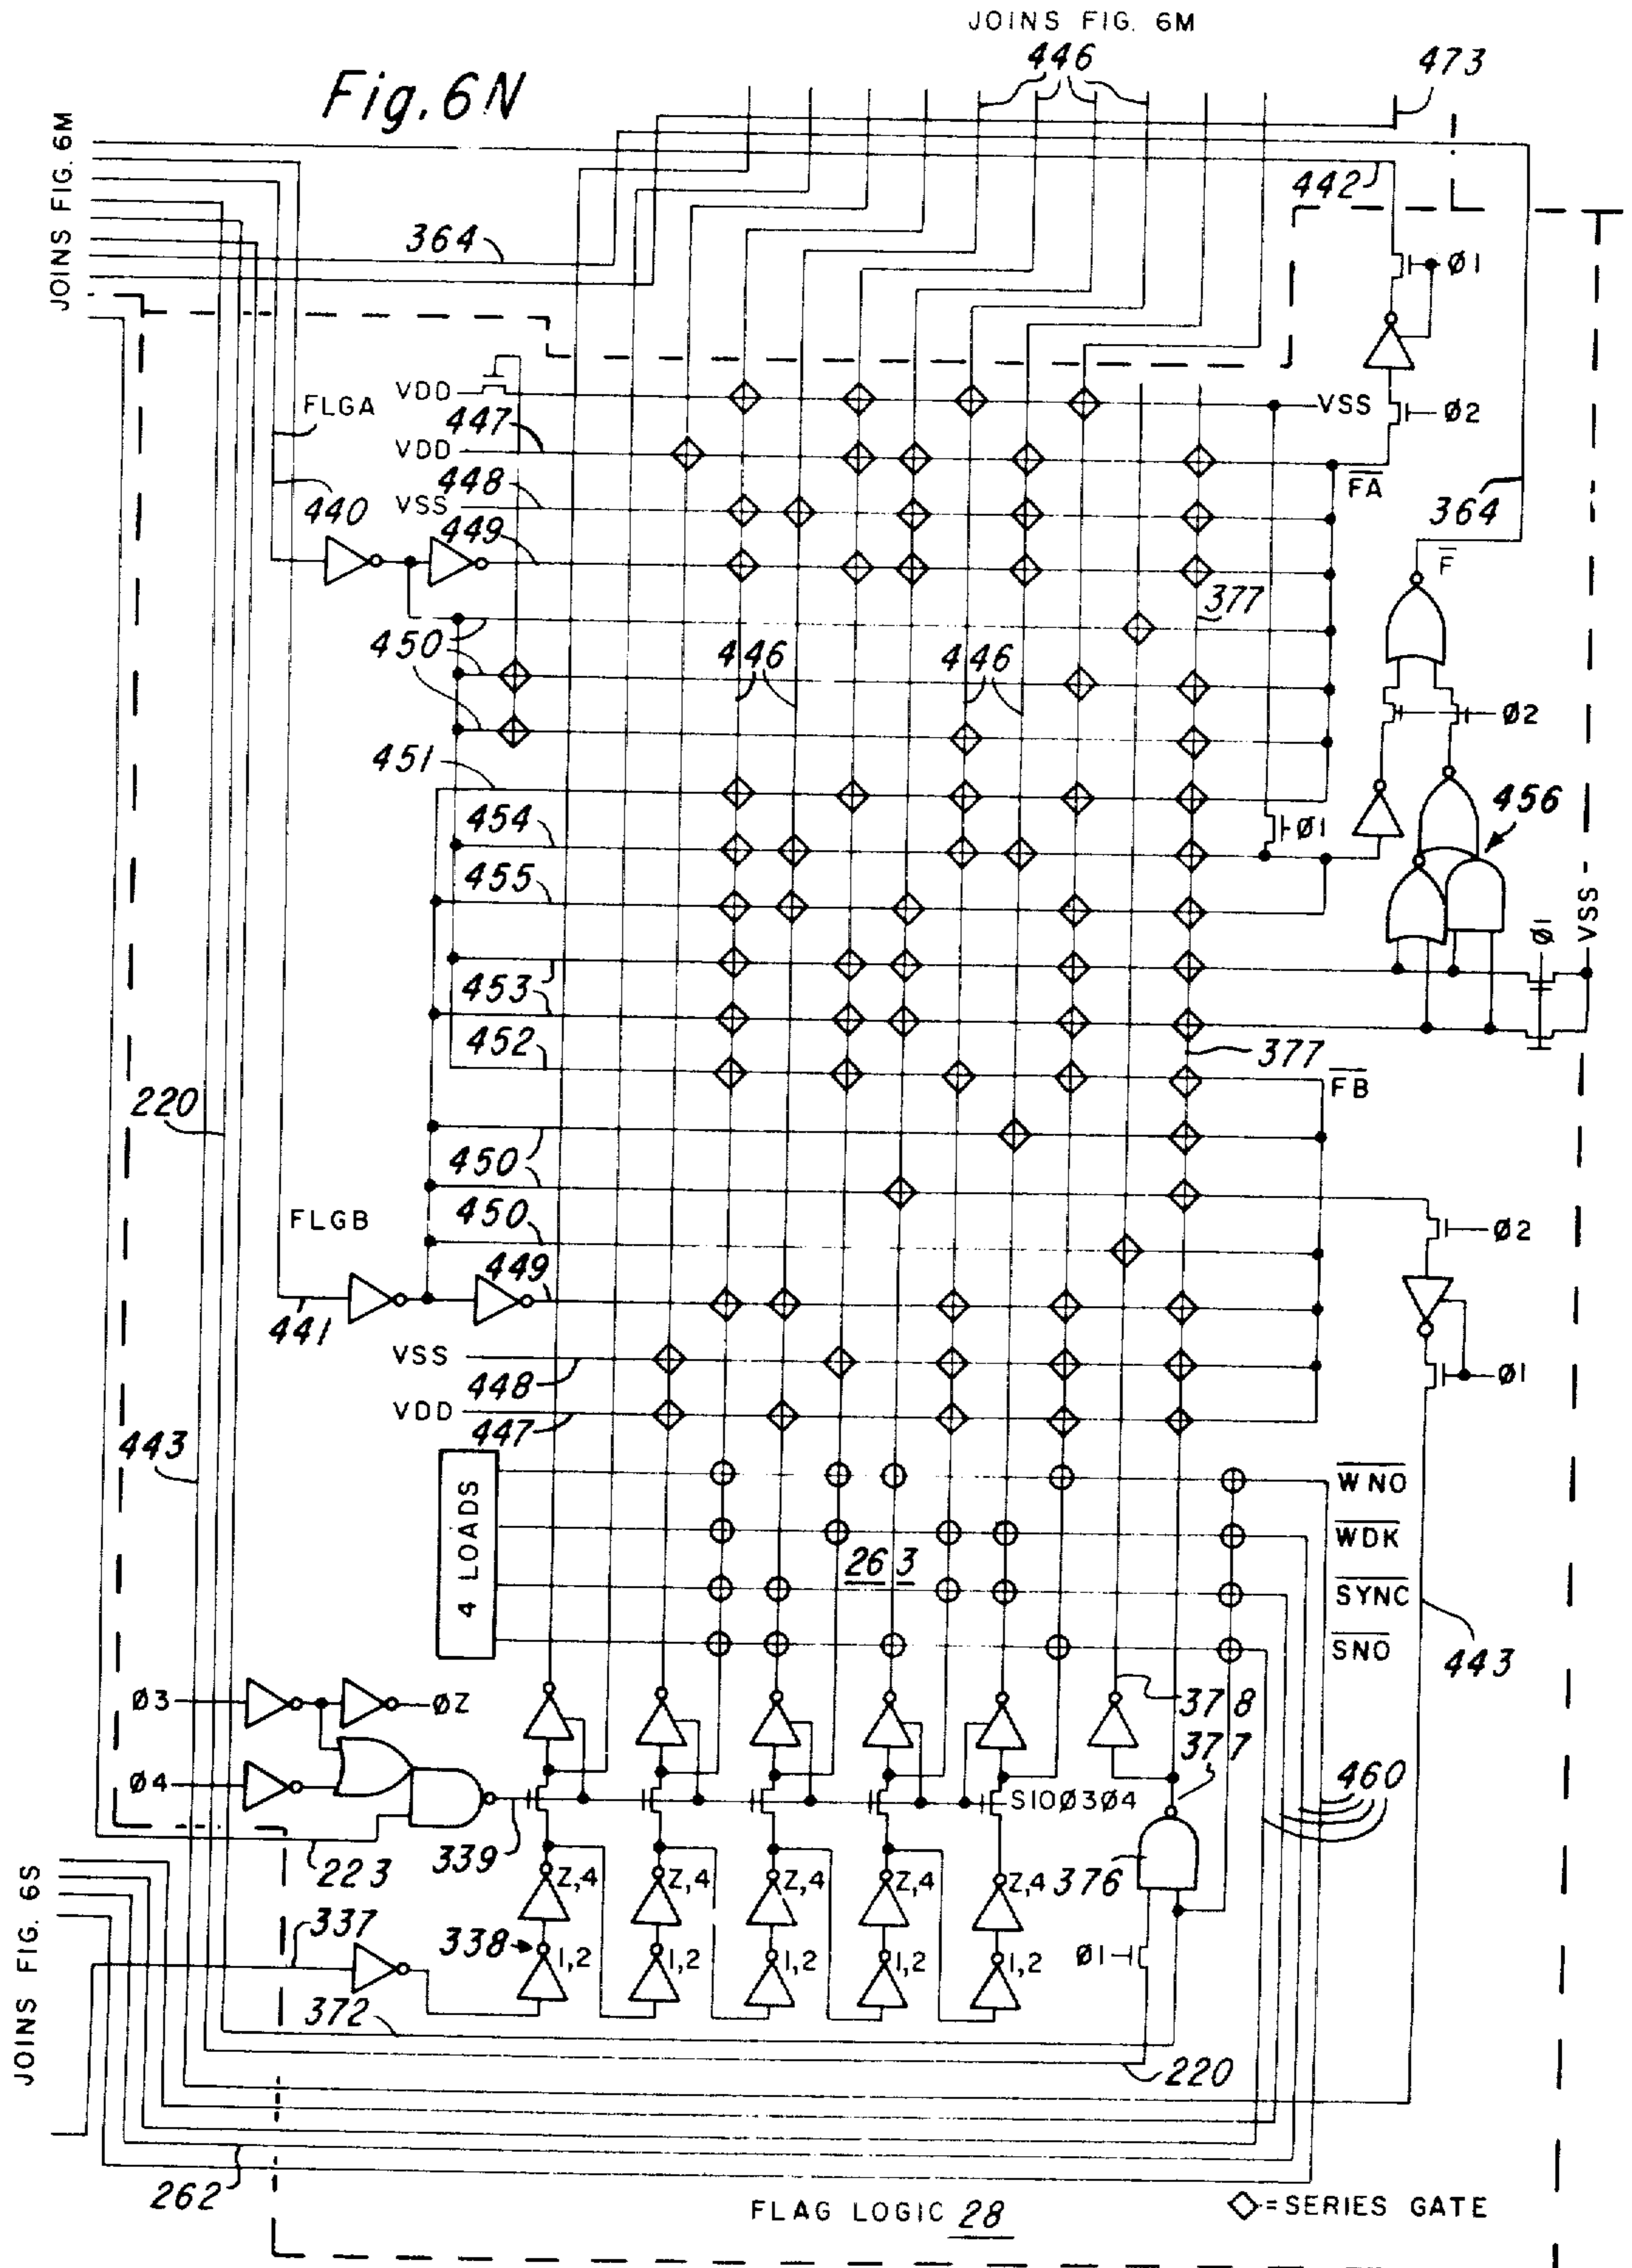 JOINS FIG. 6M
446
473
Fig. 6N
JOINS FIG. 6M
442
364
Ø1
VDD
VSS
FLGA
447
Ø2
VDD
448
FA
440
VSS
364
449
F
377
450
446
446
Ø2
451
454
Ø1
456
455
VSS
Ø1
453
452
377
FB
220
450
FLGB
450
Ø2
449
441
VSS
448
Ø1
VDD
447
443
4 LOADS
WNO
WDK
263
SYNC
SNO
443
Ø3
ØZ
378
377
Ø4
SIOØ3Ø4
460
223
339
Z,4
Z,4
Z,4
Z,4
Z,4
376
JOINS FIG. 6S
337
338
1,2
1,2
1,2
1,2
1,2
Ø1
372
220
262
FLAG LOGIC 28
◇=SERIES GATE